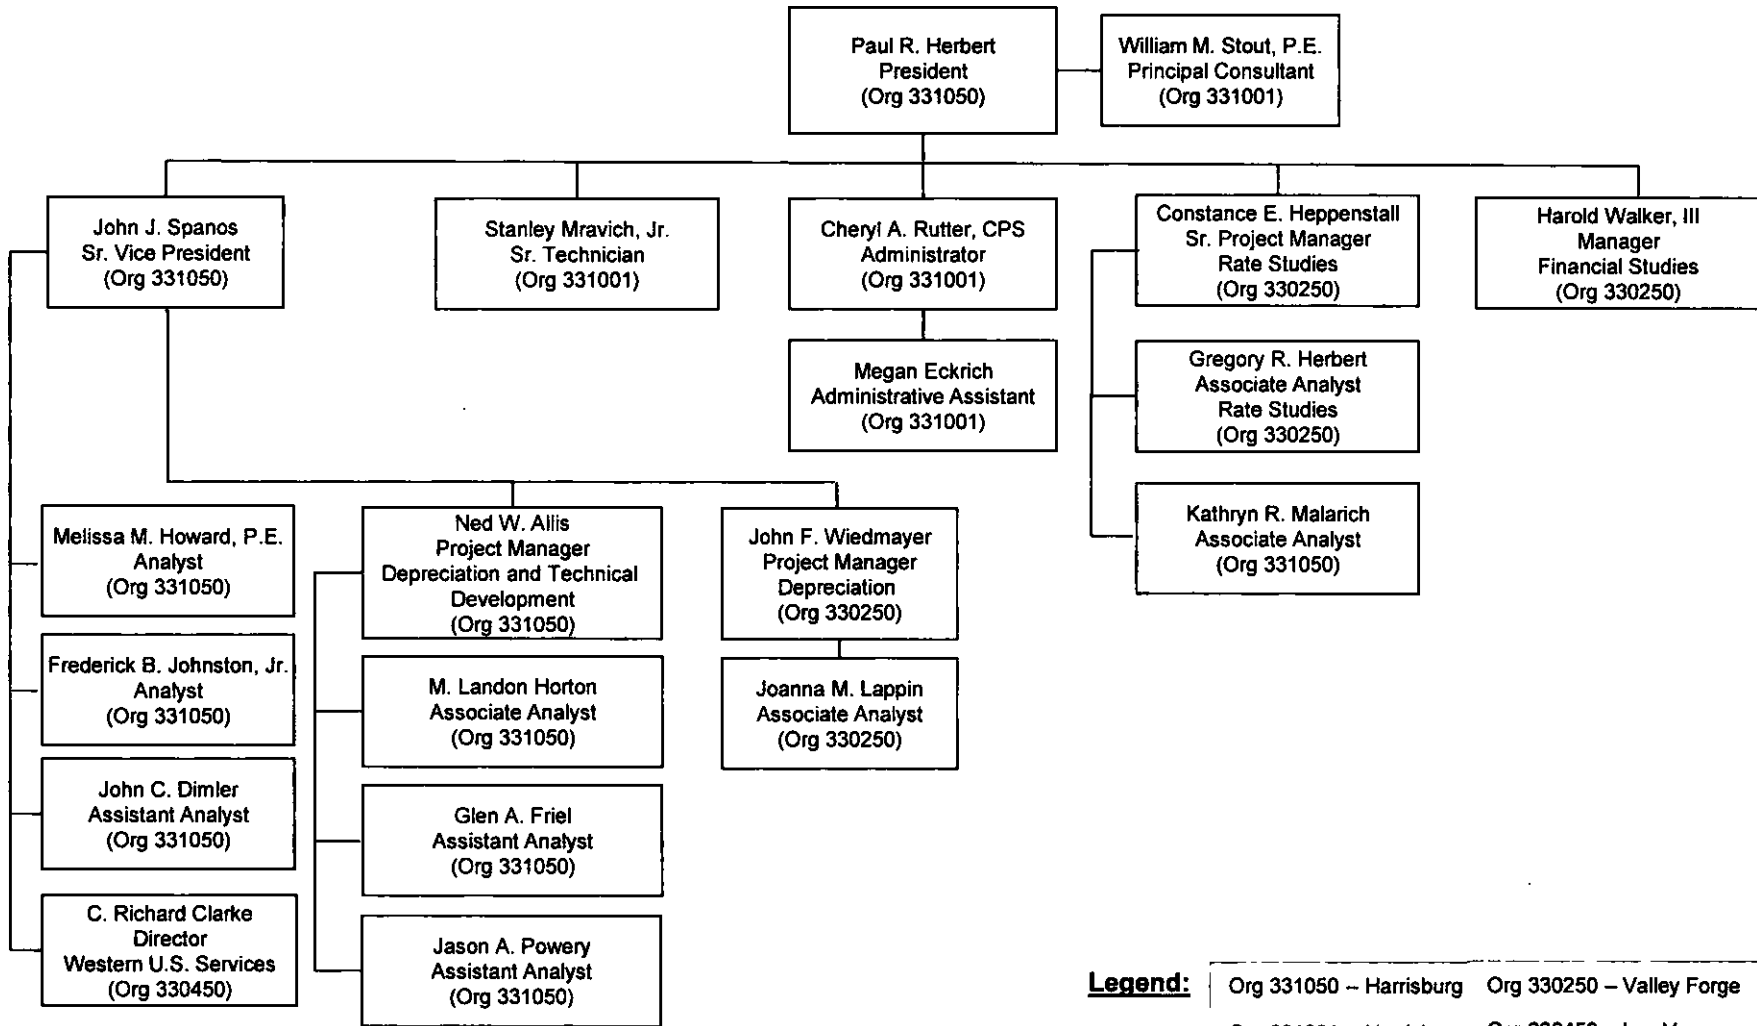 Paul R. Herbert
President
(Org 331050)
William M. Stout, P.E.
Principal Consultant
(Org 331001)
John J. Spanos
Sr. Vice President
(Org 331050)
Stanley Mravich, Jr.
Sr. Technician
(Org 331001)
Cheryl A. Rutter, CPS
Administrator
(Org 331001)
Constance E. Heppenstall
Sr. Project Manager
Rate Studies
(Org 330250)
Harold Walker, III
Manager
Financial Studies
(Org 330250)
Megan Eckrich
Administrative Assistant
(Org 331001)
Gregory R. Herbert
Associate Analyst
Rate Studies
(Org 330250)
Kathryn R. Malarich
Associate Analyst
(Org 331050)
Melissa M. Howard, P.E.
Analyst
(Org 331050)
Ned W. Allis
Project Manager
Depreciation and Technical
Development
(Org 331050)
John F. Wiedmayer
Project Manager
Depreciation
(Org 330250)
Frederick B. Johnston, Jr.
Analyst
(Org 331050)
M. Landon Horton
Associate Analyst
(Org 331050)
Joanna M. Lappin
Associate Analyst
(Org 330250)
John C. Dimler
Assistant Analyst
(Org 331050)
Glen A. Friel
Assistant Analyst
(Org 331050)
C. Richard Clarke
Director
Western U.S. Services
(Org 330450)
Jason A. Powery
Assistant Analyst
(Org 331050)
Legend:
Org 331050 – Harrisburg Org 330250 – Valley Forge